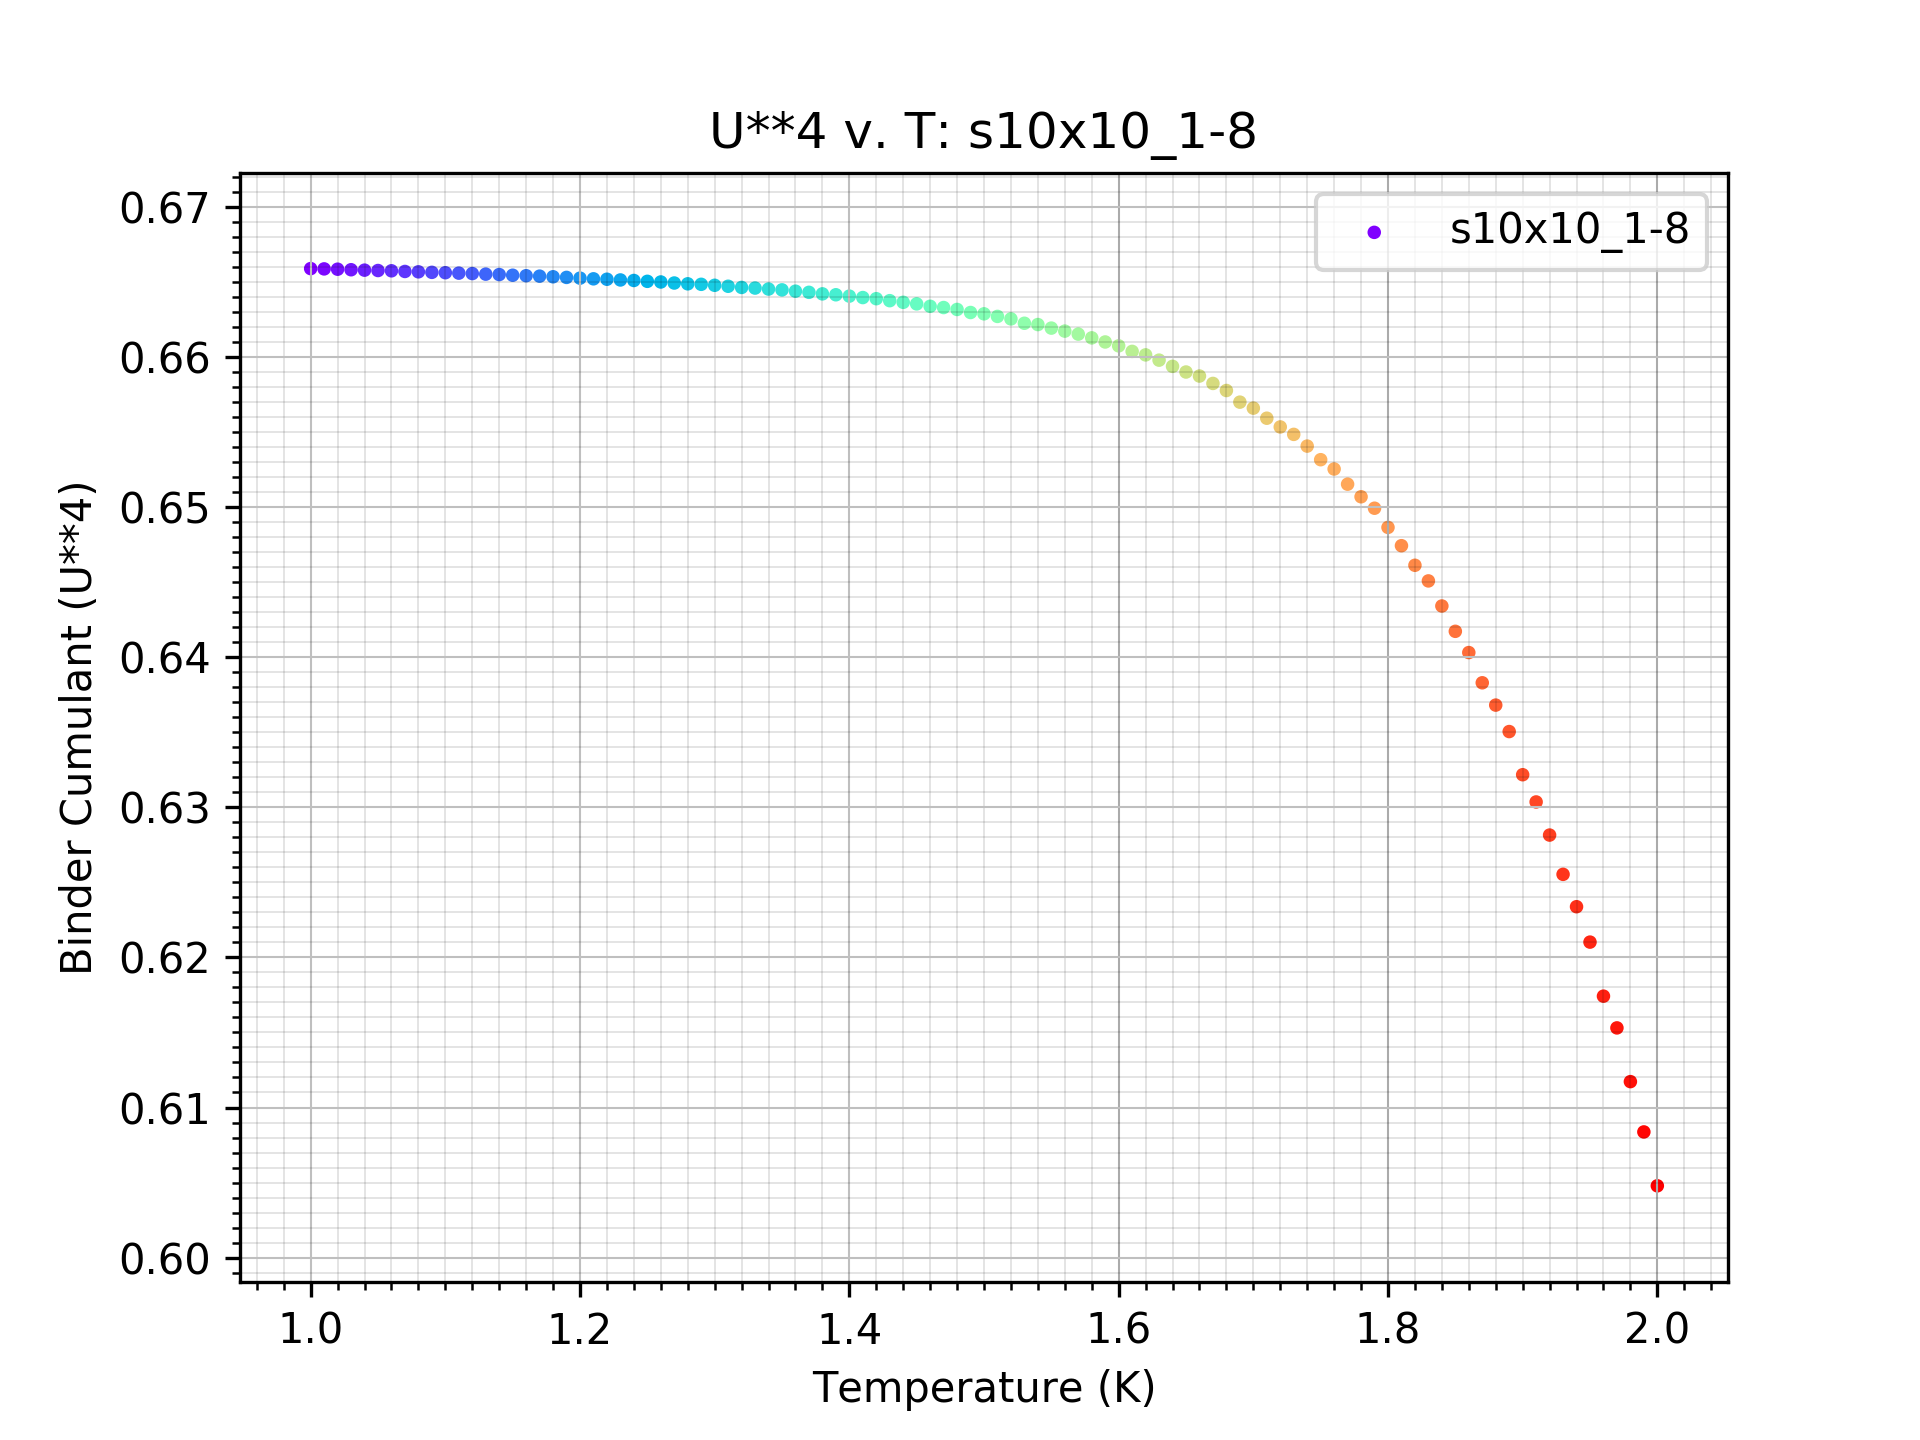 U**4 v. T: s10x10_1-8
s10x10_1-8
Binder Cumulant (U**4)
0.67
0.66
0.65
0.64
0.63
0.62
0.61
0.60
1.0 1.2 1.4 1.6 1.8 2.0
Temperature (K)